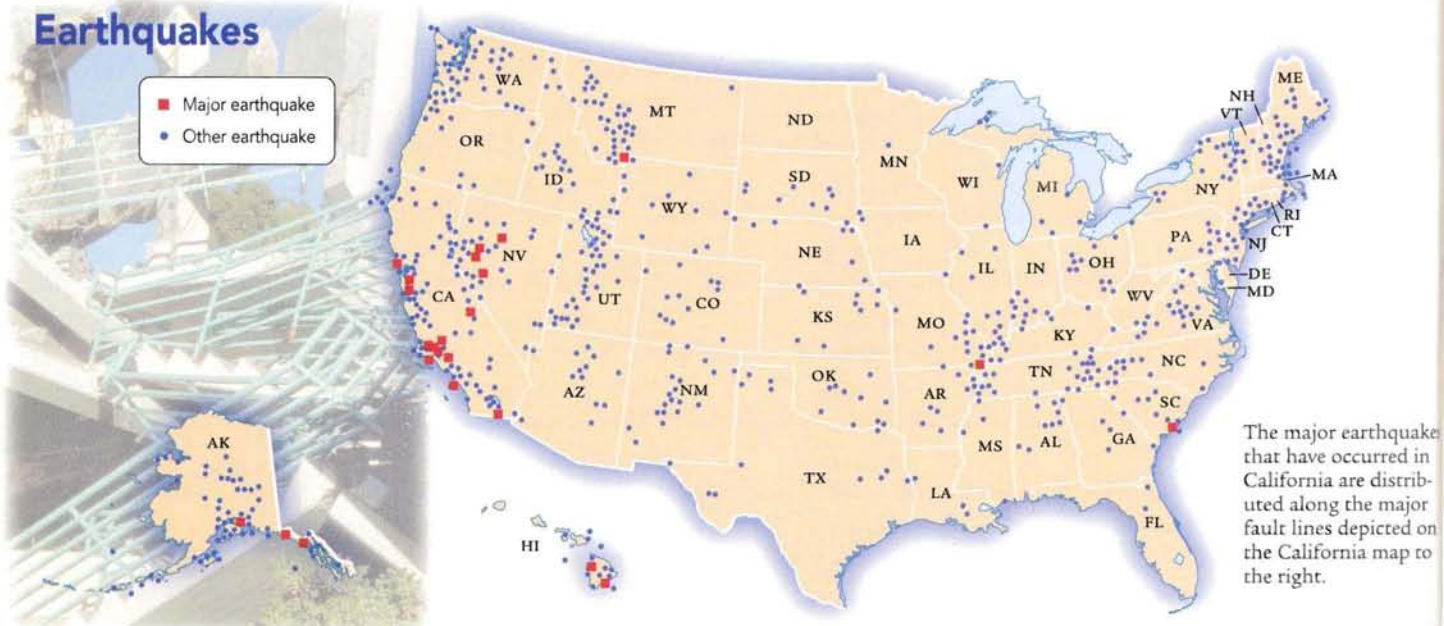 Earthquakes
Major earthquake
Other earthquake
WA
MT
ND
MN
OR
ID
SD
WI
MI
WY
NV
NE
IA
CA
UT
CO
IL
IN
OH
KS
MO
KY
WV
VA
AZ
NM
OK
AR
TN
NC
SC
MS
AL
GA
TX
LA
FL
ME
NH
VT
NY
MA
RI
CT
PA
NJ
DE
MD
AK
HI
The major earthquakes
that have occurred in
California are distrib-
uted along the major
fault lines depicted on
the California map to
the right.